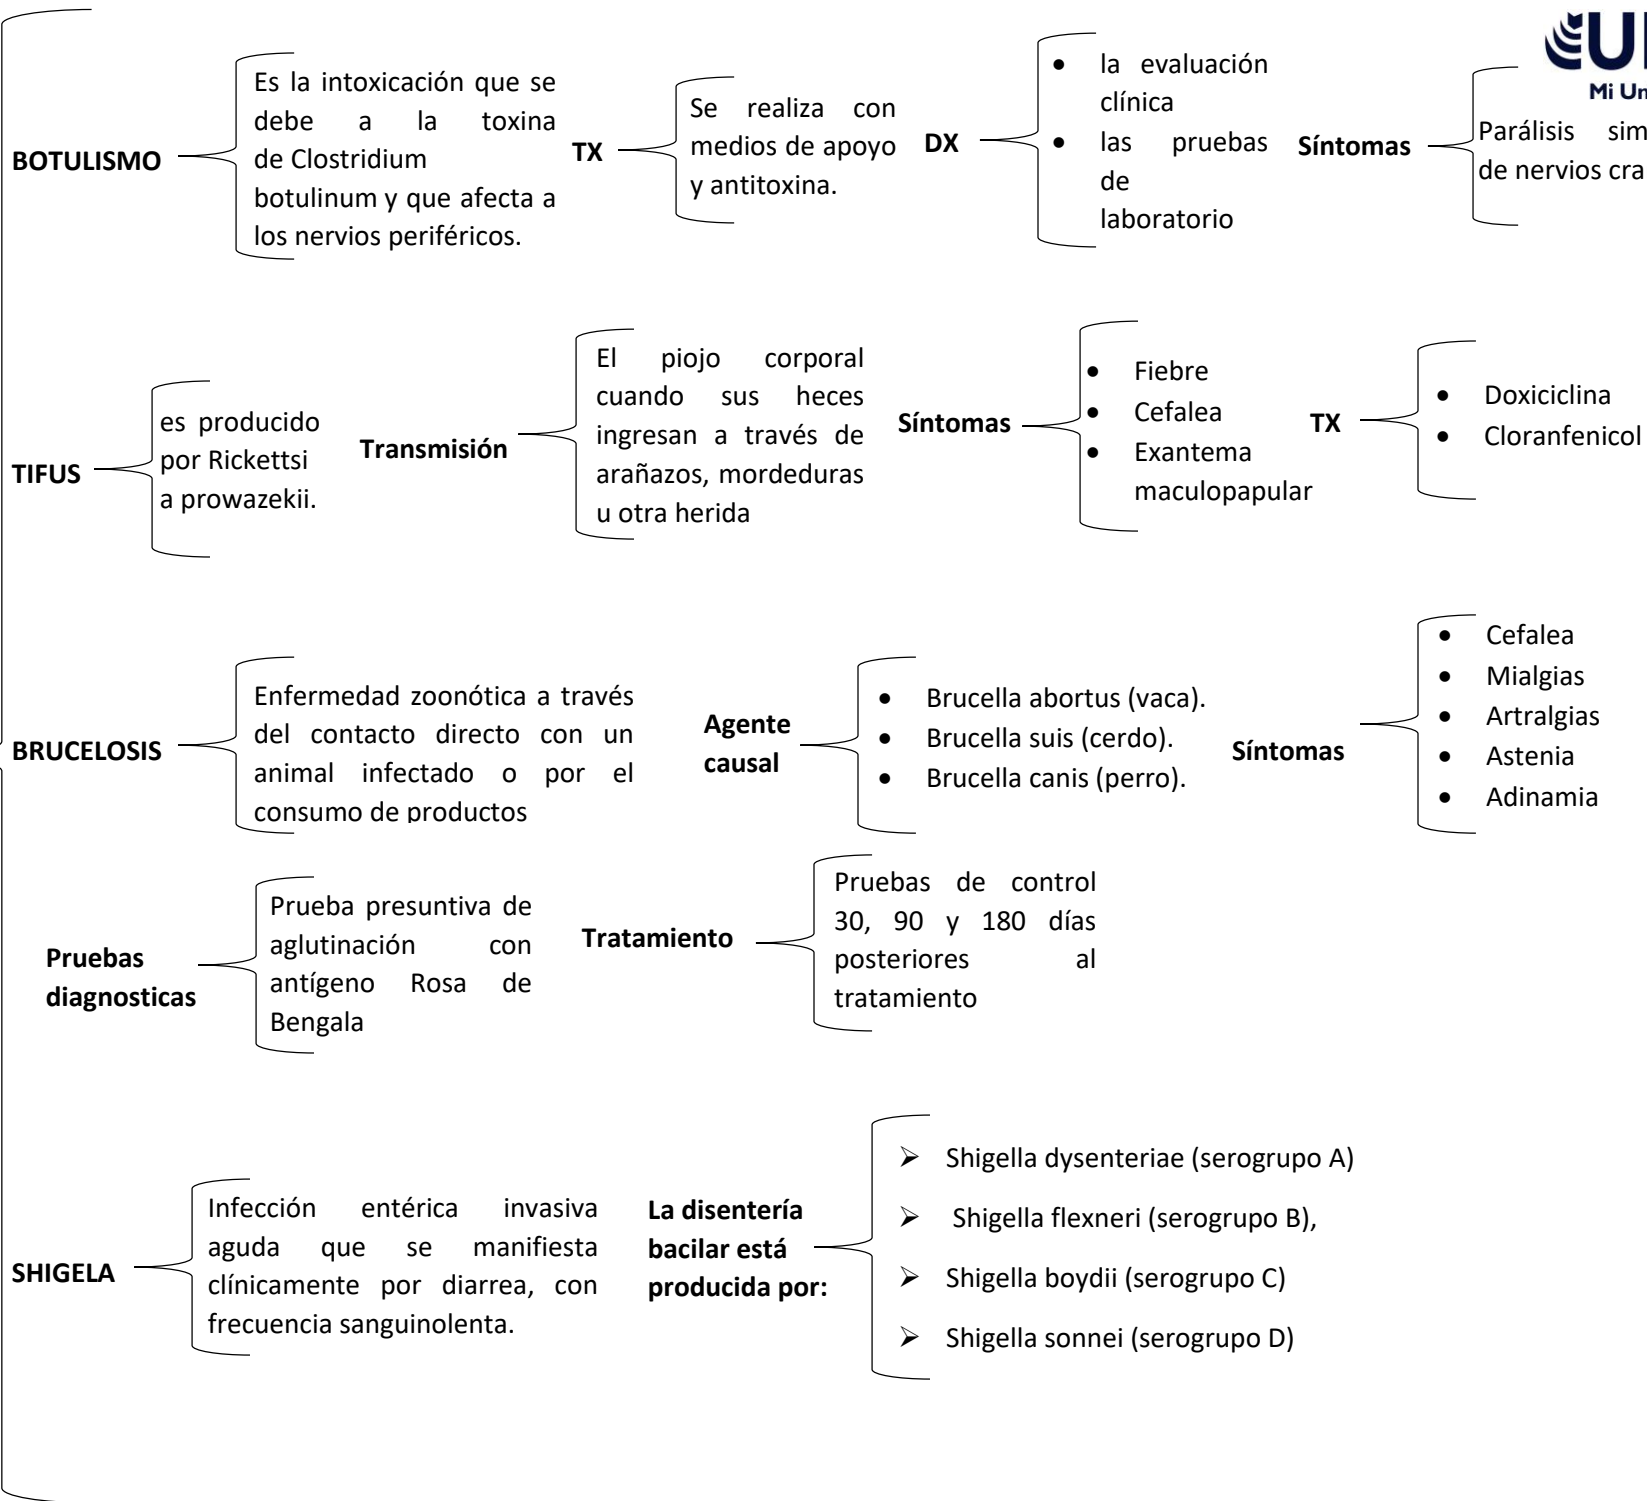 BOTULISMO
Es la intoxicación que se
debe a la toxina
de Clostridium
botulinum y que afecta a
los nervios periféricos.
TX
Se realiza con
medios de apoyo
y antitoxina.
DX
• la evaluación
clínica
• las pruebas
de
laboratorio
Síntomas
Parálisis
de nervios
Mi
TIFUS
es producido
por Rickettsi
a prowazekii.
Transmisión
El piojo corporal
cuando sus heces
ingresan a través de
arañazos, mordeduras
u otra herida
Síntomas
• Fiebre
• Cefalea
• Exantema
maculopapular
TX
• Doxiciclina
• Cloranfenicol
BRUCELOSIS
Enfermedad zoonótica a través
del contacto directo con un
animal infectado o por el
consumo de productos
Agente
causal
• Brucella abortus (vaca).
• Brucella suis (cerdo).
• Brucella canis (perro).
Síntomas
• Cefalea
• Mialgias
• Artralgias
• Astenia
• Adinamia
Pruebas
diagnosticas
Prueba presuntiva de
aglutinación con
antígeno Rosa de
Bengala
Tratamiento
Pruebas de control
30, 90 y 180 días
posteriores al
tratamiento
SHIGELA
Infección entérica invasiva
aguda que se manifiesta
clínicamente por diarrea, con
frecuencia sanguinolenta.
La disentería
bacilar está
producida por:
➤ Shigella dysenteriae (serogrupo A)
➤ Shigella flexneri (serogrupo B),
➤ Shigella boydii (serogrupo C)
➤ Shigella sonnei (serogrupo D)